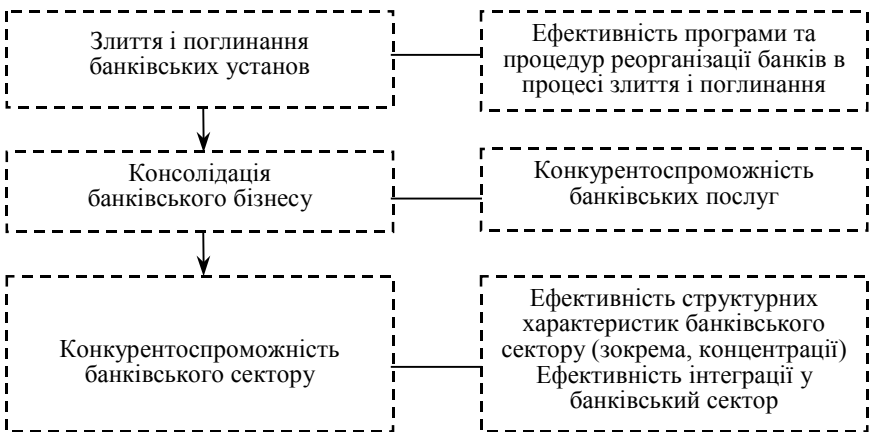 Злиття і поглинання
банківських установ
Ефективність програми та
процедур реорганізації банків в
процесі злиття і поглинання
Консолідація
банківського бізнесу
Конкурентоспроможність
банківських послуг
Конкурентоспроможність
банківського сектору
Ефективність структурних
характеристик банківського
сектору (зокрема, концентрації)
Ефективність інтеграції у
банківський сектор